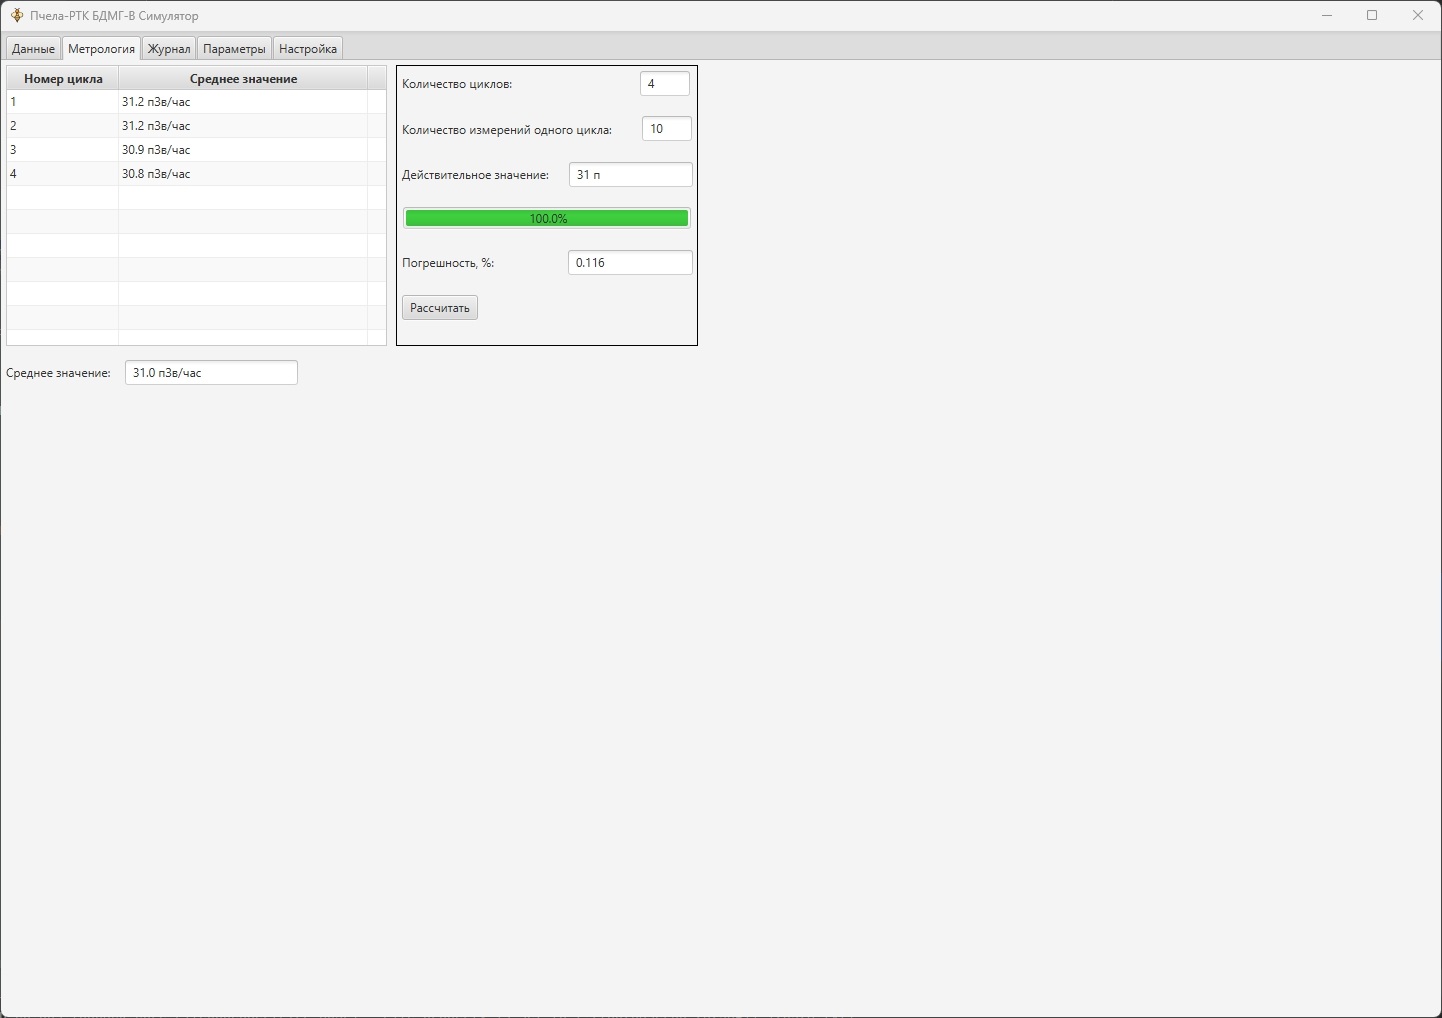 Пчела-РТК БДМГ-В Симулятор
Данные Метрология Журнал Параметры Настройка
Номер цикла Среднее значение
1 31.2 пЗв/час
2 31.2 пЗв/час
3 30.9 пЗв/час
4 30.8 пЗв/час
Количество циклов: 4
Количество измерений одного цикла: 10
Действительное значение: 31 п
100.0%
Погрешность, %: 0.116
Рассчитать
Среднее значение: 31.0 пЗв/час